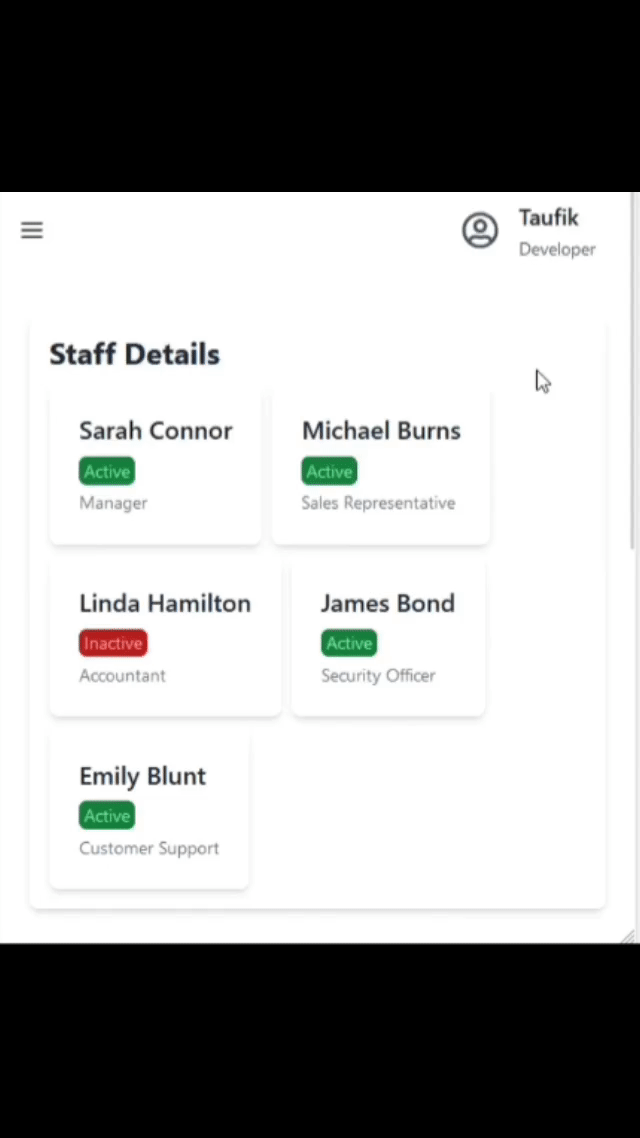 Taufik
Developer
Staff Details
Sarah Connor
Active
Manager
Michael Burns
Active
Sales Representative
Linda Hamilton
Inactive
Accountant
James Bond
Active
Security Officer
Emily Blunt
Active
Customer Support